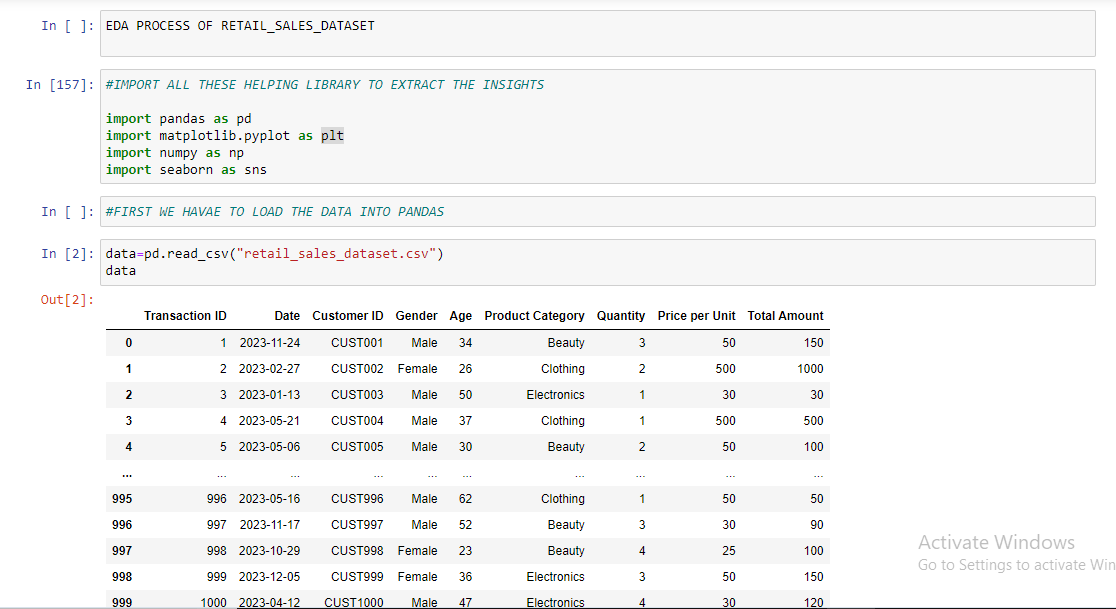 In [ ]: EDA PROCESS OF RETAIL_SALES_DATASET
In [157]: #IMPORT ALL THESE HELPING LIBRARY TO EXTRACT THE INSIGHTS
import pandas as pd
import matplotlib.pyplot as plt
import numpy as np
import seaborn as sns
In [ ]: #FIRST WE HAVAE TO LOAD THE DATA INTO PANDAS
In [2]: data=pd.read_csv("retail_sales_dataset.csv")
data
Out[2]:
Transaction ID Date Customer ID Gender Age Product Category Quantity Price per Unit Total Amount
0 1 2023-11-24 CUST001 Male 34 Beauty 3 50 150
1 2 2023-02-27 CUST002 Female 26 Clothing 2 500 1000
2 3 2023-01-13 CUST003 Male 50 Electronics 1 30 30
3 4 2023-05-21 CUST004 Male 37 Clothing 1 500 500
4 5 2023-05-06 CUST005 Male 30 Beauty 2 50 100
... ... ... ... ... ... ... ... ... ...
995 996 2023-05-16 CUST996 Male 62 Clothing 1 50 50
996 997 2023-11-17 CUST997 Male 52 Beauty 3 30 90
997 998 2023-10-29 CUST998 Female 23 Beauty 4 25 100
998 999 2023-12-05 CUST999 Female 36 Electronics 3 50 150
999 1000 2023-04-12 CUST1000 Male 47 Electronics 4 30 120
Activate Windows
Go to Settings to activate Win